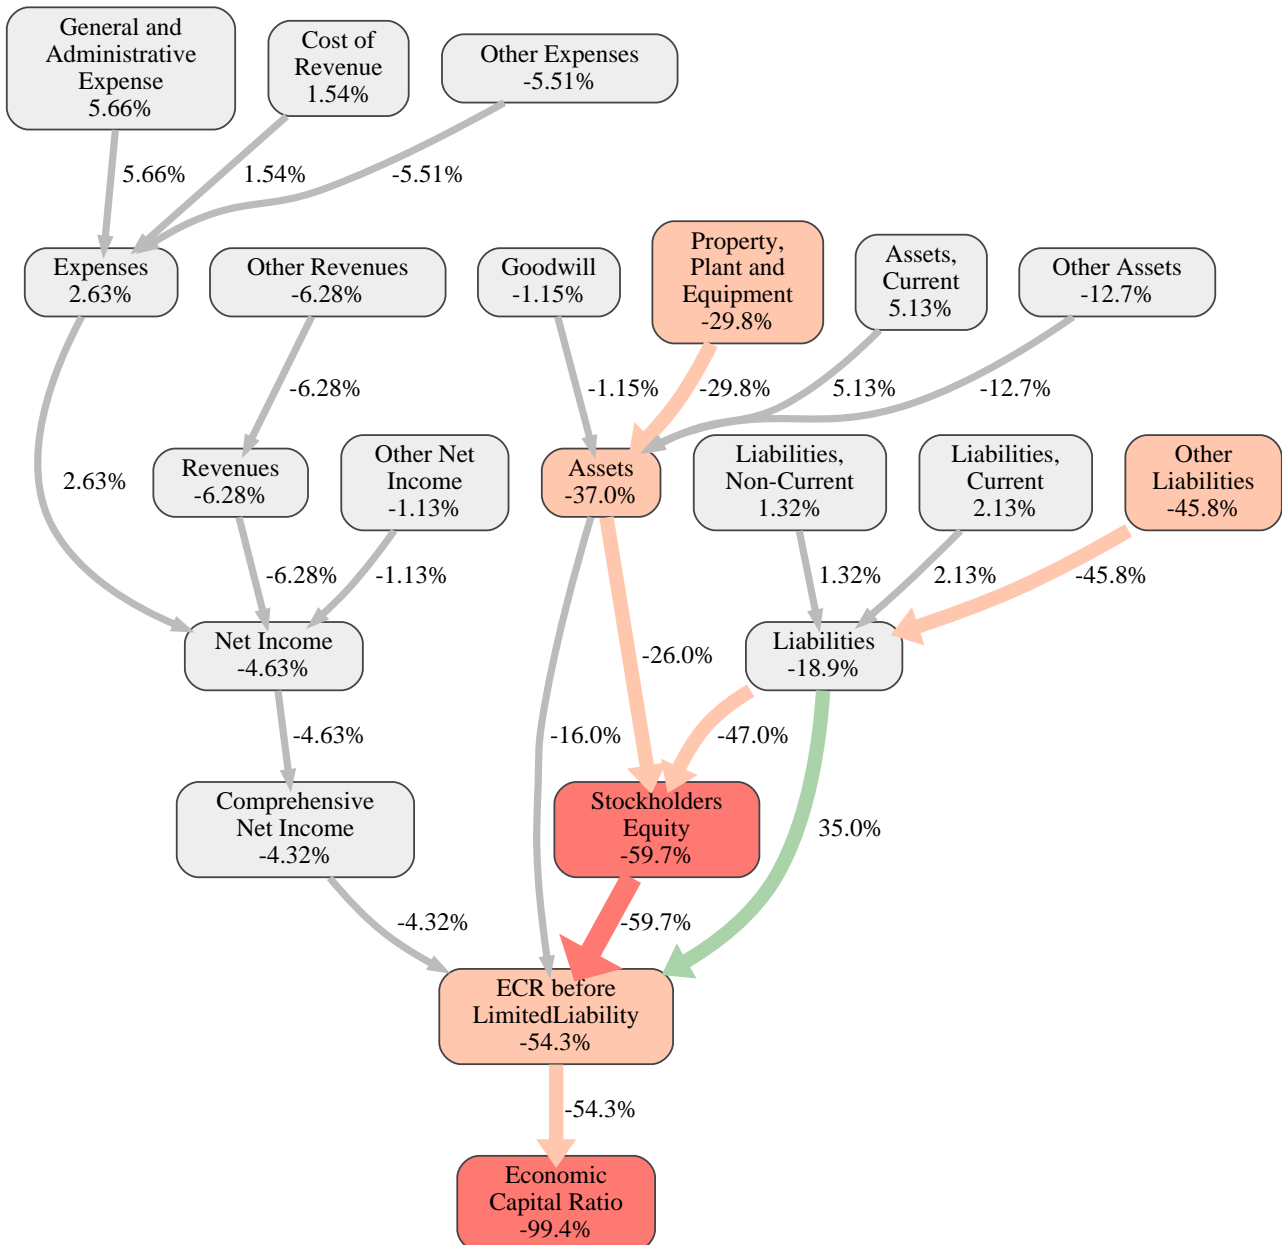 General and
Administrative
Expense
5.66%
Cost of
Revenue
1.54%
Other Expenses
-5.51%
5.66%
1.54%
-5.51%
Expenses
2.63%
Other Revenues
-6.28%
Goodwill
-1.15%
Property,
Plant and
Equipment
-29.8%
Assets,
Current
5.13%
Other Assets
-12.7%
-6.28%
-1.15%
-29.8%
5.13%
-12.7%
2.63%
Revenues
-6.28%
Other Net
Income
-1.13%
Assets
-37.0%
Liabilities,
Non-Current
1.32%
Liabilities,
Current
2.13%
Other
Liabilities
-45.8%
-6.28%
-1.13%
1.32%
2.13%
-45.8%
Net Income
-4.63%
-26.0%
Liabilities
-18.9%
-4.63%
-16.0%
-47.0%
35.0%
Comprehensive
Net Income
-4.32%
Stockholders
Equity
-59.7%
-4.32%
-59.7%
ECR before
LimitedLiability
-54.3%
-54.3%
Economic
Capital Ratio
-99.4%